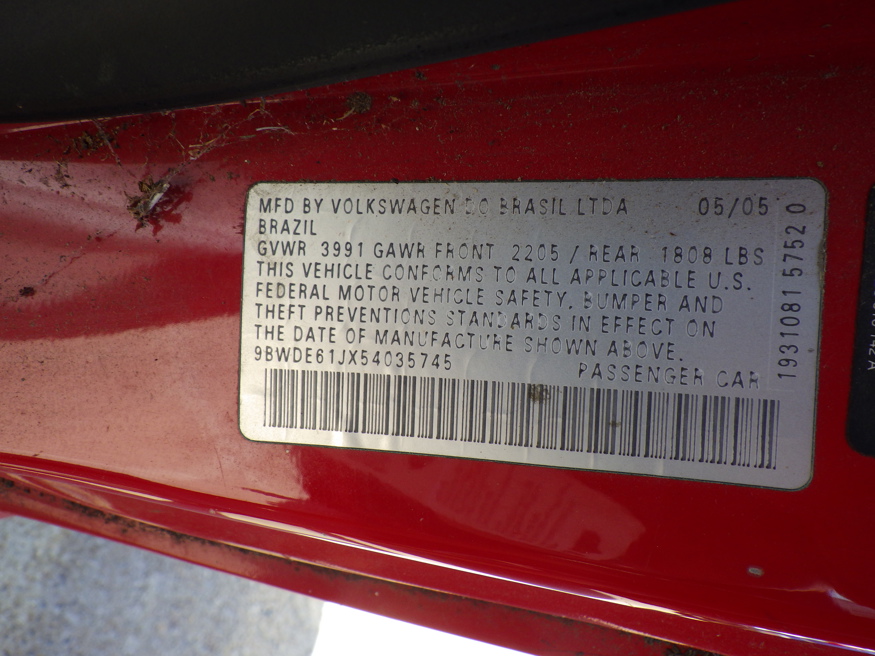 MFD BY VOLKSWAGEN DO BRASIL LTDA 05/05
BRAZIL
GVWR 3991 GAWR FRONT 2205 / REAR 1808 LBS
THIS VEHICLE CONFORMS TO ALL APPLICABLE U.S.
FEDERAL MOTOR VEHICLE SAFETY, BUMPER AND
THEFT PREVENTIONS STANDARDS IN EFFECT ON
THE DATE OF MANUFACTURE SHOWN ABOVE.
9BWDE61JX54035745 PASSENGER CAR
19310815 7520